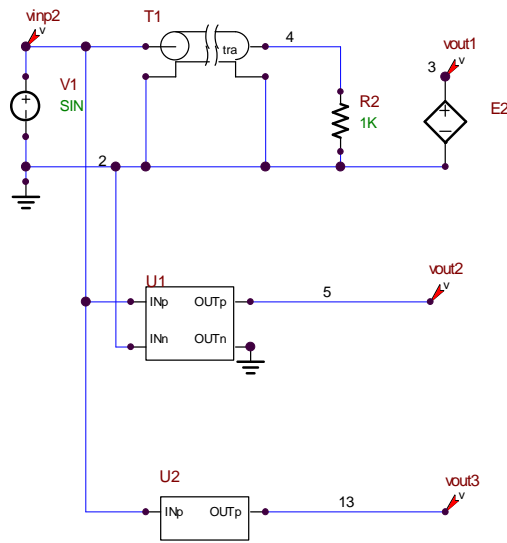 vinp2
v
T1
4
tra
vout1
v
3
V1
SIN
R2
1K
E2
2
U1
INp
OUTp
INn
OUTn
5
vout2
v
U2
INp
OUTp
13
vout3
v